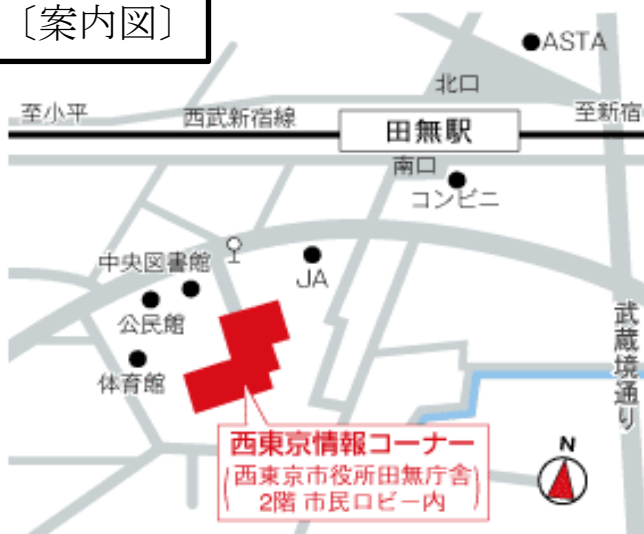 〔案内図〕
ASTA
北口
至小平
西武新宿線
田無駅
至新宿
南口
コンビニ
中央図書館
JA
公民館
体育館
武蔵境通り
西東京情報コーナー
(西東京市役所田無庁舎
2階 市民ロビー内)
N